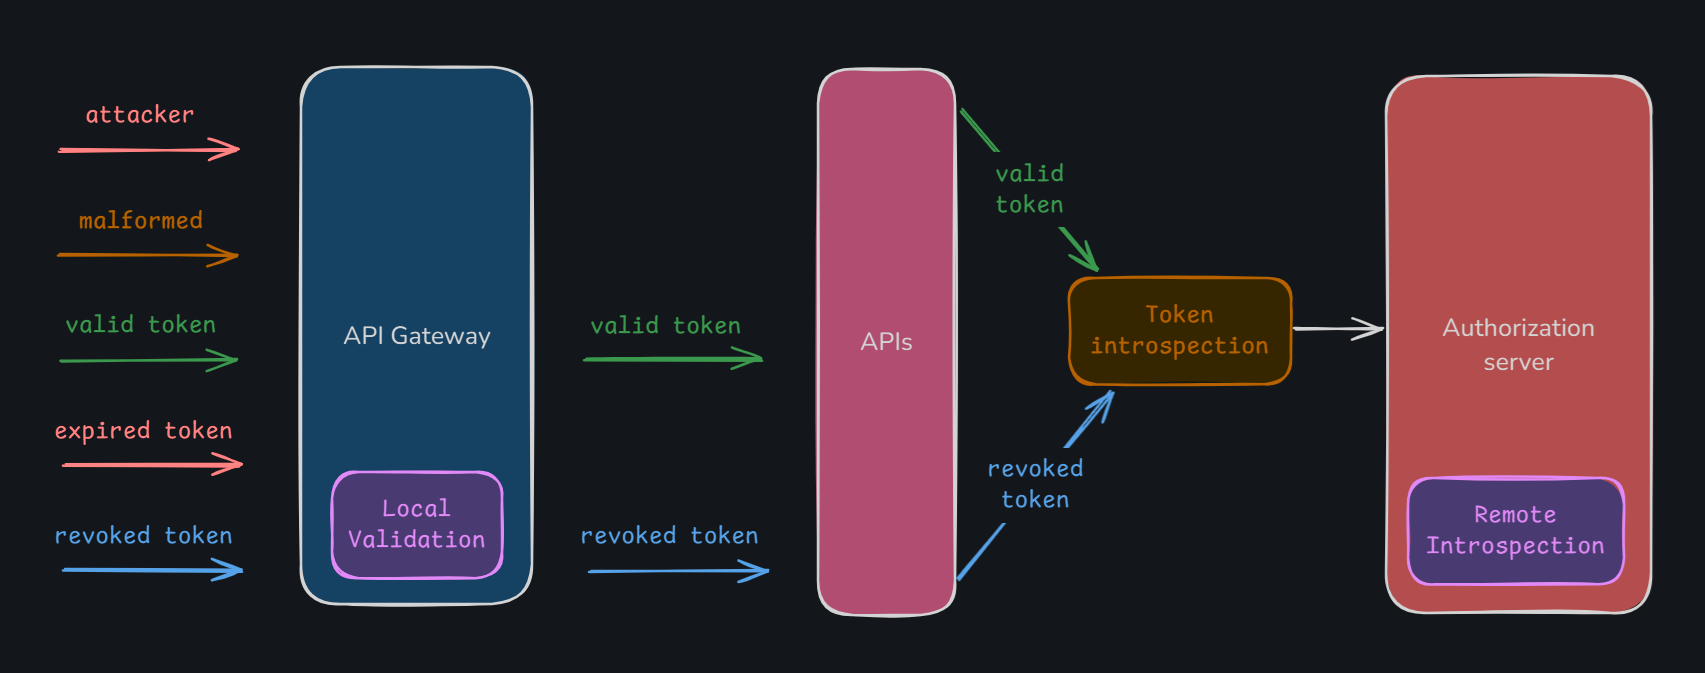 attacker
malformed
valid token
expired token
revoked token
API Gateway
Local
Validation
valid token
revoked token
APIs
valid
token
revoked
token
Token
introspection
Authorization
server
Remote
Introspection